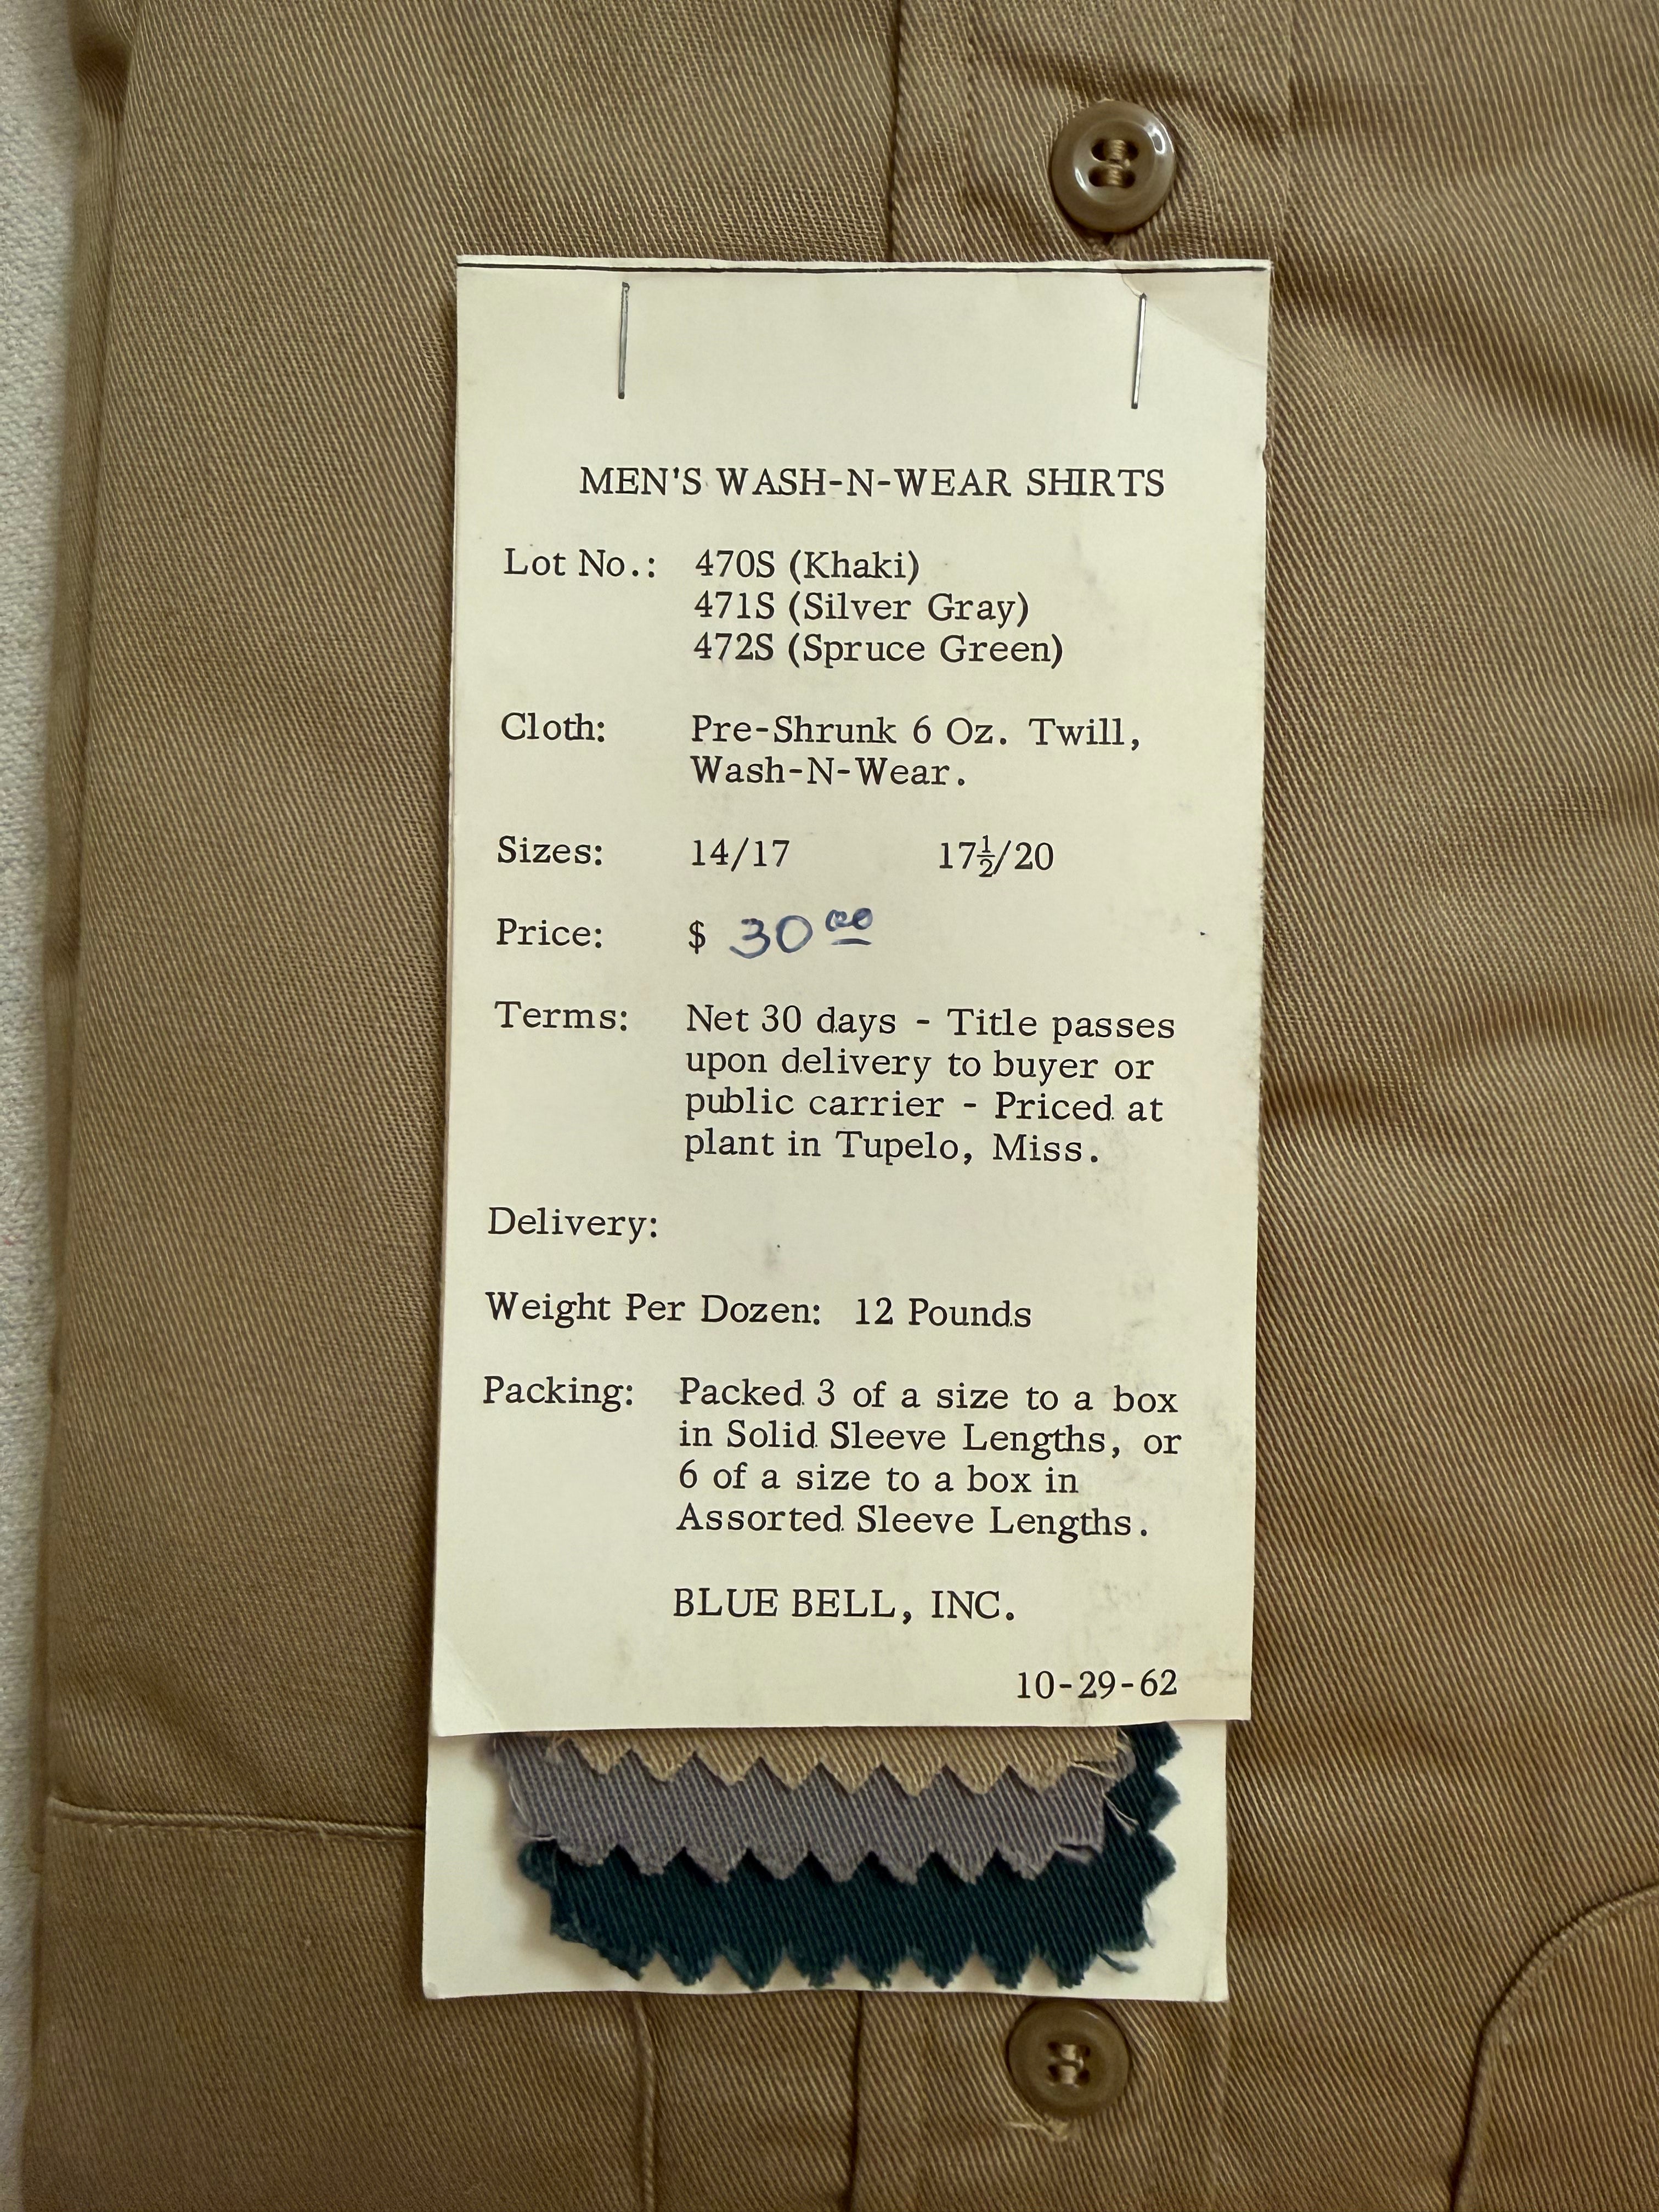 MEN'S WASH-N-WEAR SHIRTS
Lot No.: 470S (Khaki)
471S (Silver Gray)
472S (Spruce Green)
Cloth: Pre-Shrunk 6 Oz. Twill,
Wash-N-Wear.
Sizes: 14/17 17½/20
Price: $ 30 00
Terms: Net 30 days - Title passes
upon delivery to buyer or
public carrier - Priced at
plant in Tupelo, Miss.
Delivery:
Weight Per Dozen: 12 Pounds
Packing: Packed 3 of a size to a box
in Solid Sleeve Lengths, or
6 of a size to a box in
Assorted Sleeve Lengths.
BLUE BELL, INC.
10-29-62